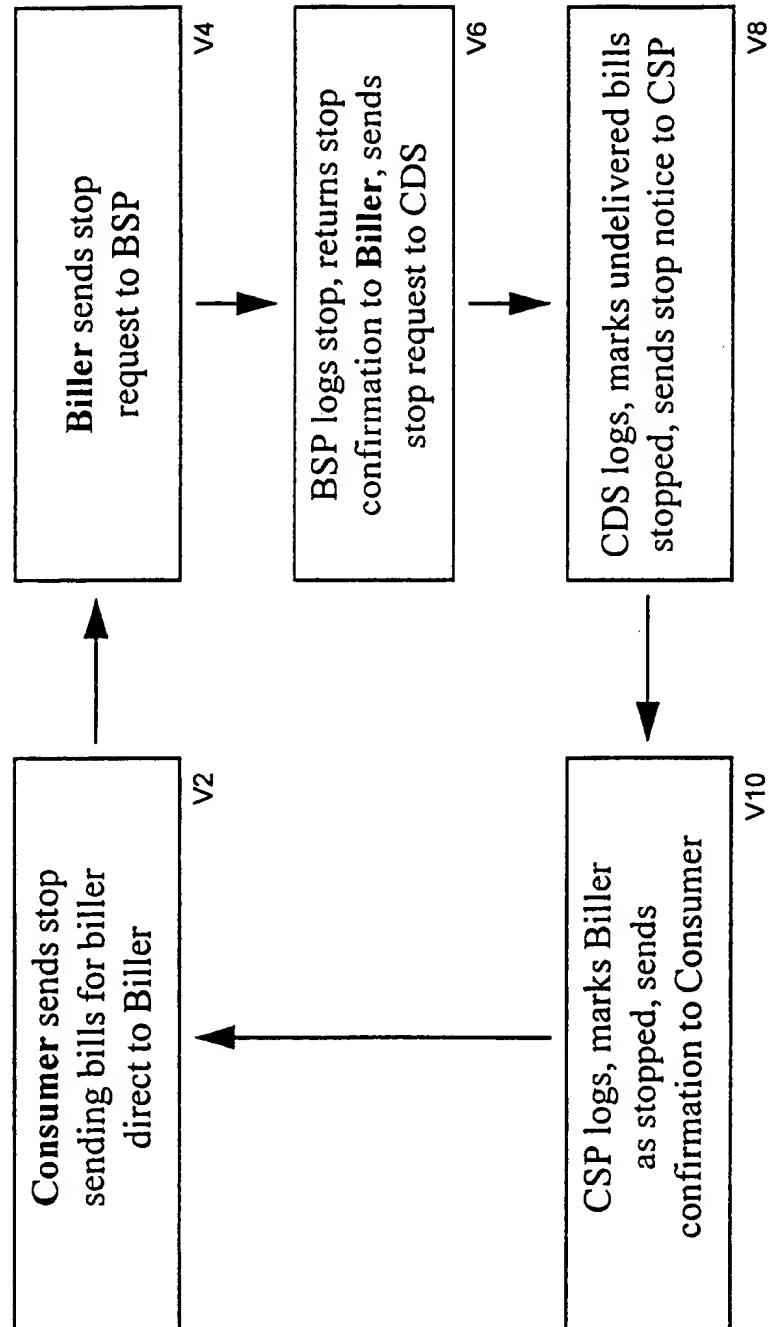 Consumer sends stop
sending bills for biller
direct to Biller
V2
Biller sends stop
request to BSP
V4
BSP logs stop, returns stop
confirmation to Biller, sends
stop request to CDS
V6
CDS logs, marks undelivered bills
stopped, sends stop notice to CSP
V8
CSP logs, marks Biller
as stopped, sends
confirmation to Consumer
V10